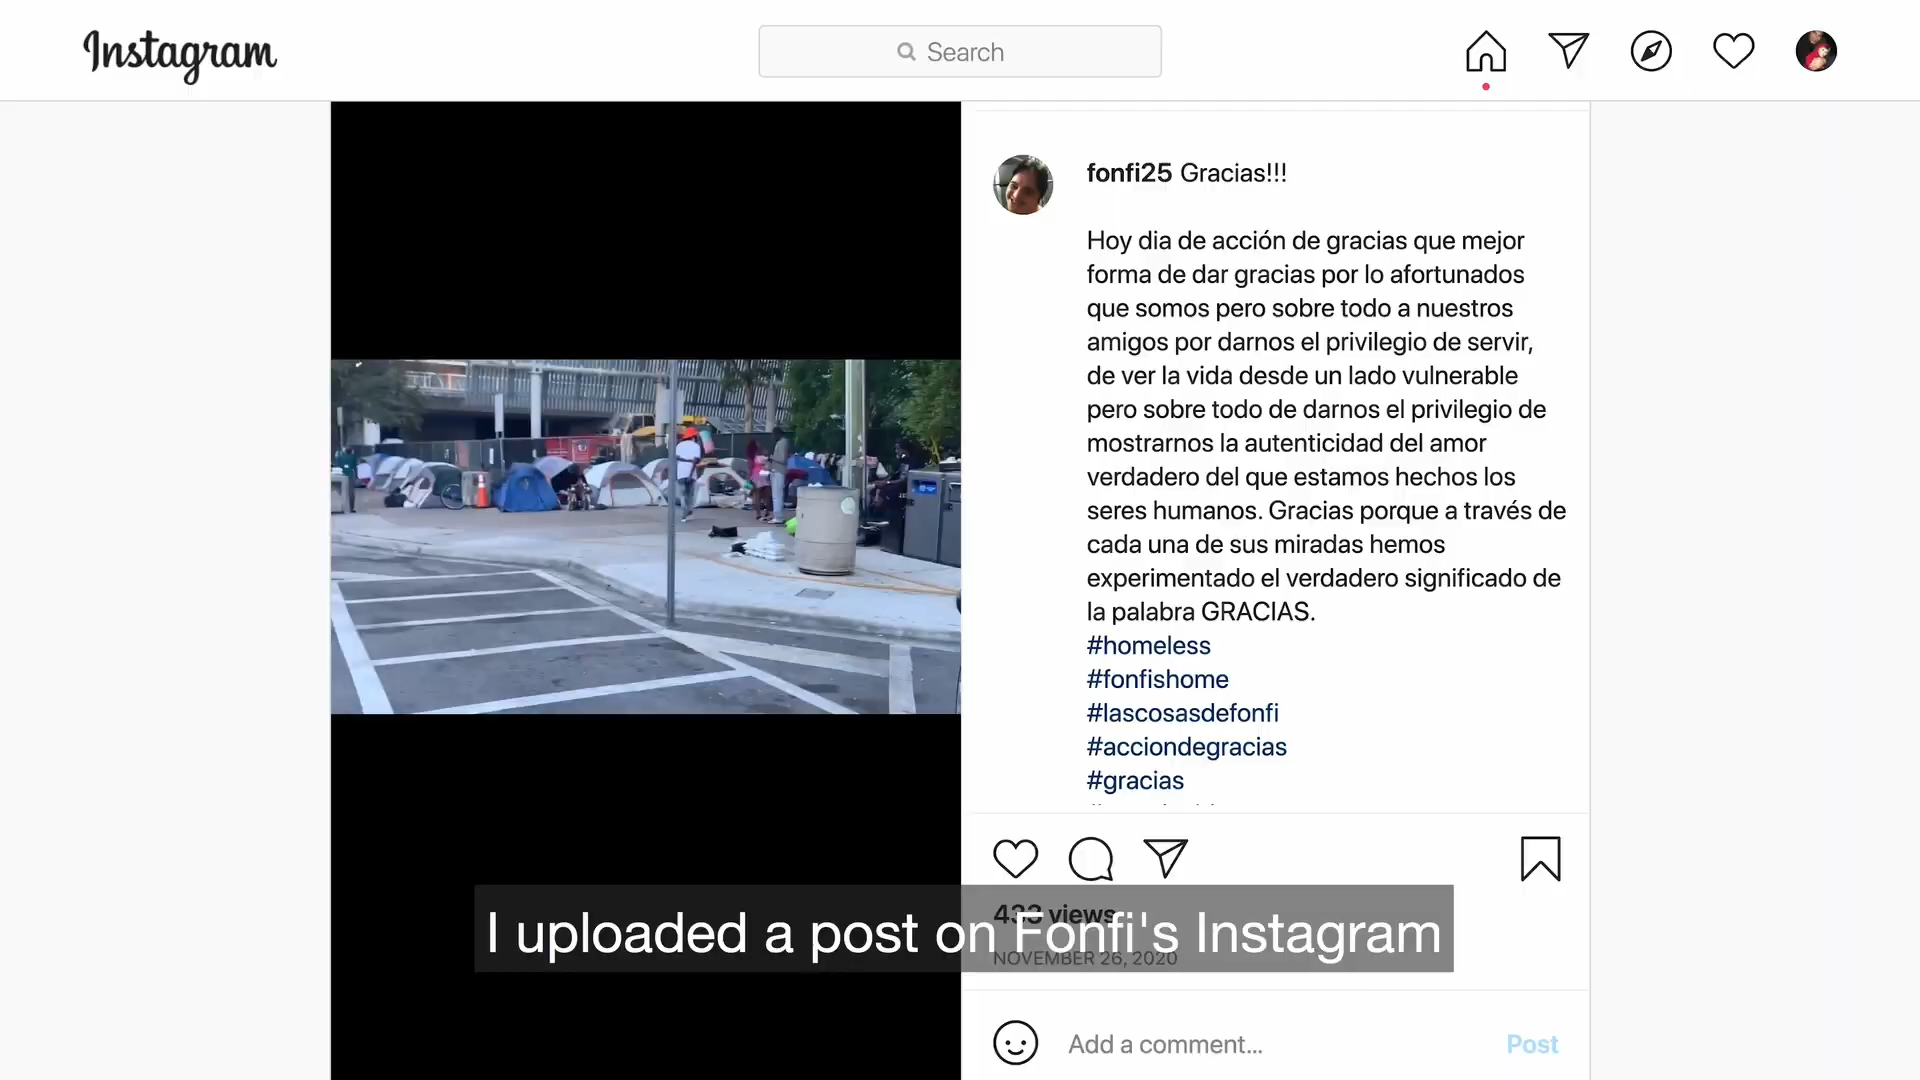 Instagram
Search
fonfi25 Gracias!!!
Hoy dia de acción de gracias que mejor
forma de dar gracias por lo afortunados
que somos pero sobre todo a nuestros
amigos por darnos el privilegio de servir,
de ver la vida desde un lado vulnerable
pero sobre todo de darnos el privilegio de
mostrarnos la autenticidad del amor
verdadero del que estamos hechos los
seres humanos. Gracias porque a través de
cada una de sus miradas hemos
experimentado el verdadero significado de
la palabra GRACIAS.
#homeless
#fonfishome
#lascosasdefonfi
#acciondegracias
#gracias
433 views
I uploaded a post on Fonfi's Instagram
NOVEMBER 26, 2020
Add a comment...
Post